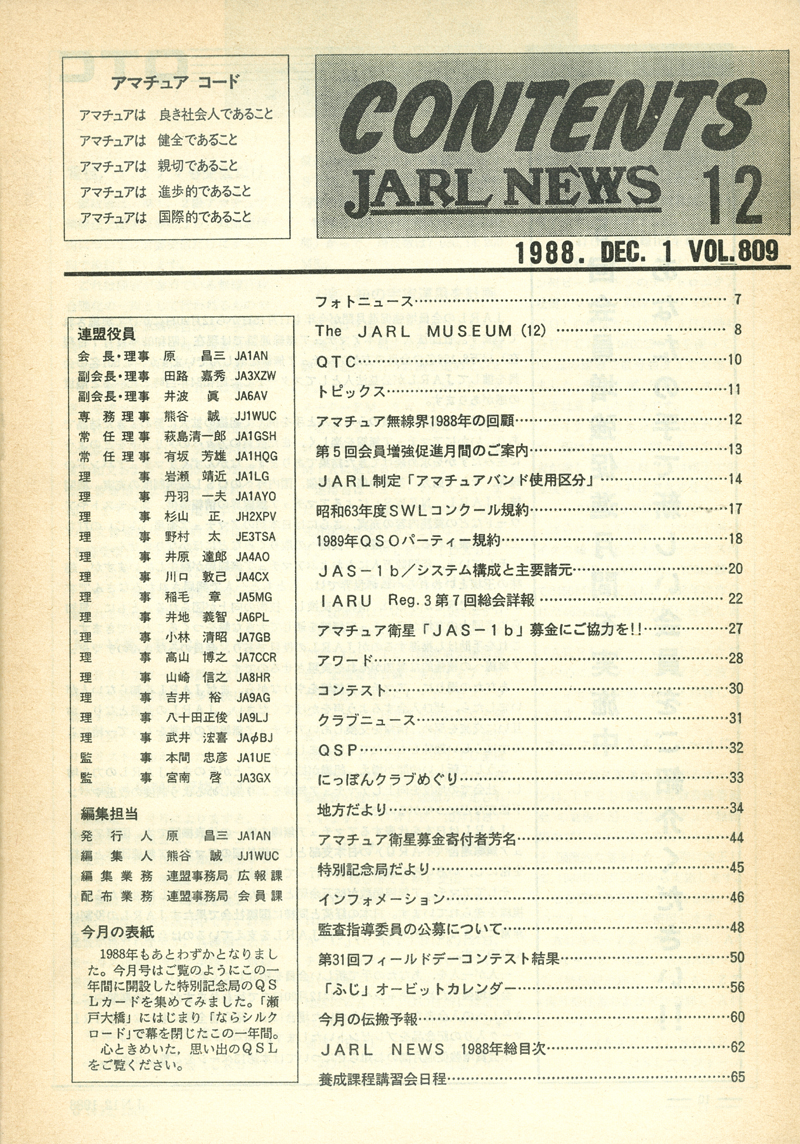 アマチュア コード
アマチュアは 良き社会人であること
アマチュアは 健全であること
アマチュアは 親切であること
アマチュアは 進歩的であること
アマチュアは 国際的であること
CONTENTS
JARL NEWS 12
1988. DEC. 1 VOL.809
連盟役員
会長・理事 原 昌三 JA1AN
副会長・理事 田路 嘉秀 JA3XZW
副会長・理事 井波 眞 JA6AV
専務理事 熊谷 誠 JJ1WUC
常任理事 萩島清一郎 JA1GSH
常任理事 有坂 芳雄 JA1HQG
理事 岩瀬 靖近 JA1LG
理事 丹羽 一夫 JA1AYO
理事 杉山 正 JH2XPV
理事 野村 太 JE3TSA
理事 井原 達郎 JA4AO
理事 川口 敦己 JA4CX
理事 稲毛 章 JA5MG
理事 井地 義智 JA6PL
理事 小林 清昭 JA7GB
理事 高山 博之 JA7CCR
理事 山崎 信之 JA8HR
理事 吉井 裕 JA9AG
理事 八十田正俊 JA9LJ
理事 武井 浤喜 JAφBJ
監事 本間 忠彦 JA1UE
監事 宮南 啓 JA3GX
編集担当
発行人 原 昌三 JA1AN
編集人 熊谷 誠 JJ1WUC
編集業務 連盟事務局 広報課
配布業務 連盟事務局 会員課
今月の表紙
1988年もあとわずかとなりまし
た。今月号はご覧のようにこの一
年間に開設した特別記念局のQS
Lカードを集めてみました。「瀬
戸大橋」にはじまり「ならシルク
ロード」で幕を閉じたこの一年間。
心ときめいた，思い出のQSL
をご覧ください。
フォトニュース…… 7
The JARL MUSEUM (12) …… 8
QTC……10
トピックス……11
アマチュア無線界1988年の回顧……12
第5回会員増強促進月間のご案内……13
JARL制定「アマチュアバンド使用区分」……14
昭和63年度SWLコンクール規約……17
1989年QSOパーティー規約……18
JAS－1b／システム構成と主要諸元……20
IARU Reg.3第7回総会詳報……22
アマチュア衛星「JAS－1b」募金にご協力を!!……27
アワード……28
コンテスト……30
クラブニュース……31
QSP……32
にっぽんクラブめぐり……33
地方だより……34
アマチュア衛星募金寄付者芳名……44
特別記念局だより……45
インフォメーション……46
監査指導委員の公募について……48
第31回フィールドデーコンテスト結果……50
「ふじ」オービットカレンダー……56
今月の伝搬予報……60
JARL NEWS 1988年総目次……62
養成課程講習会日程……65